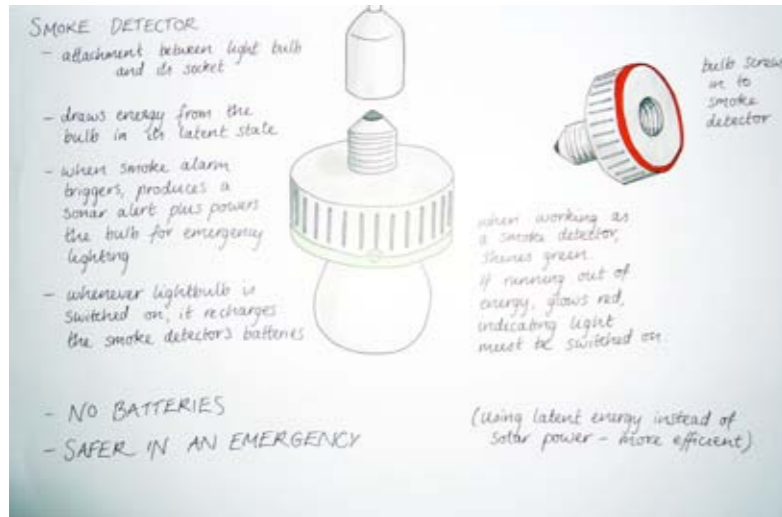 SMOKE DETECTOR
- attachment between light bulb
and its socket
- draws energy from the
bulb in its latent state
- when smoke alarm
triggers, produces a
sonar alert plus powers
the bulb for emergency
lighting
- whenever lightbulb is
switched on, it recharges
the smoke detectors batteries
- NO BATTERIES
- SAFER IN AN EMERGENCY
bulb screws
in to
smoke
detector
when working as
a smoke detector,
shines green.
if running out of
energy, glows red,
indicating light
must be switched on.
(using latent energy instead of
solar power - more efficient)